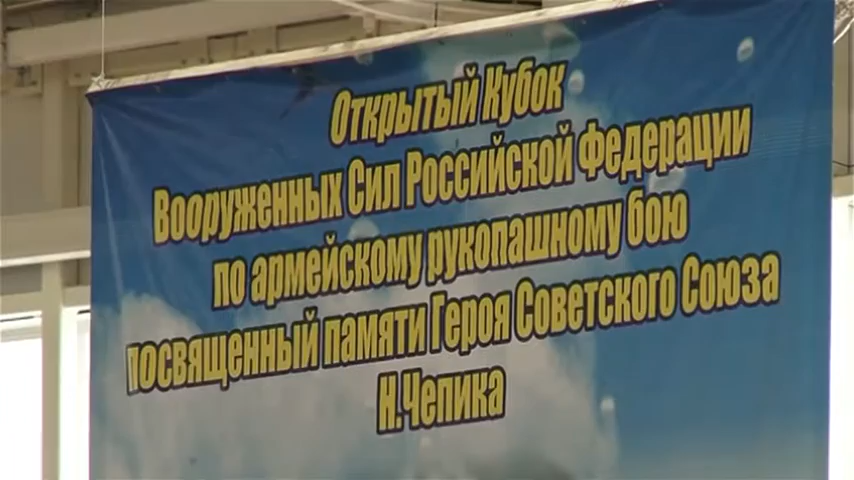 Открытый Кубок
Вооруженных Сил Российской Федерации
по армейскому рукопашному бою
посвященный памяти Героя Советского Союза
Н.Чепика